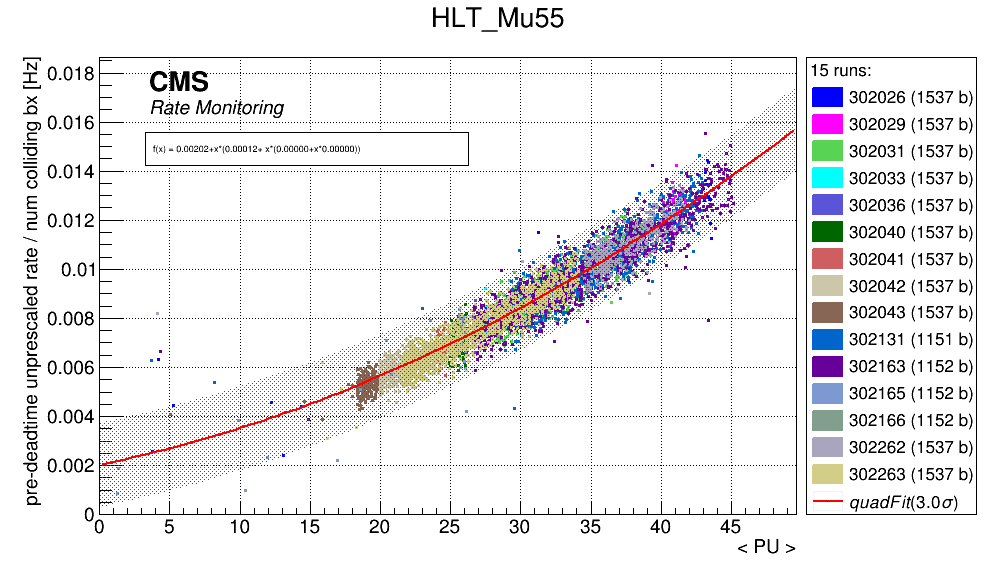 HLT_Mu55
pre-deadtime unprescaled rate / num colliding bx [Hz]
0.018
0.016
0.014
0.012
0.01
0.008
0.006
0.004
0.002
0
CMS
Rate Monitoring
f(x) = 0.00202+x*(0.00012+ x*(0.00000+x*0.00000))
0 5 10 15 20 25 30 35 40 45
< PU >
15 runs:
302026 (1537 b)
302029 (1537 b)
302031 (1537 b)
302033 (1537 b)
302036 (1537 b)
302040 (1537 b)
302041 (1537 b)
302042 (1537 b)
302043 (1537 b)
302131 (1151 b)
302163 (1152 b)
302165 (1152 b)
302166 (1152 b)
302262 (1537 b)
302263 (1537 b)
quadFit(3.0σ)